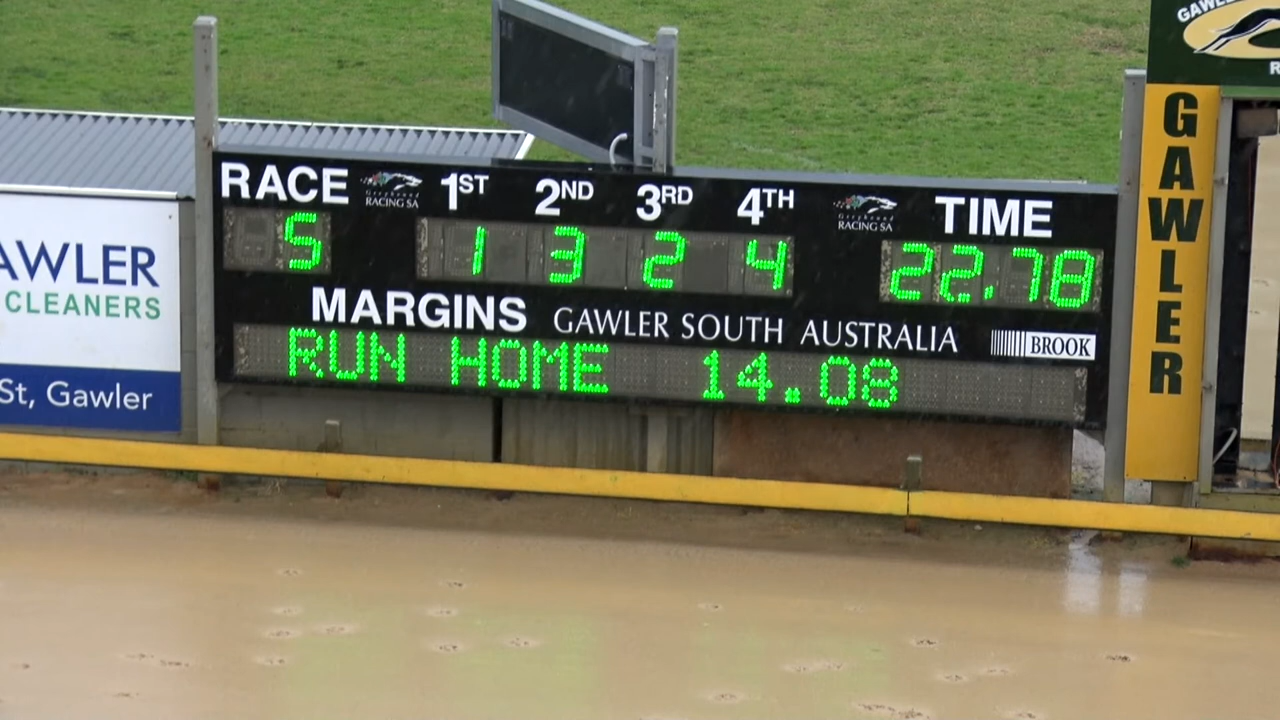 GAWLE
R
RACE
RACING SA
1ST
2ND
3RD
4TH
RACING SA
TIME
5
1
3
2
4
22.78
MARGINS
GAWLER SOUTH AUSTRALIA
BROOK
RUN HOME 14.08
AWLER
CLEANERS
St, Gawler
GAWLER